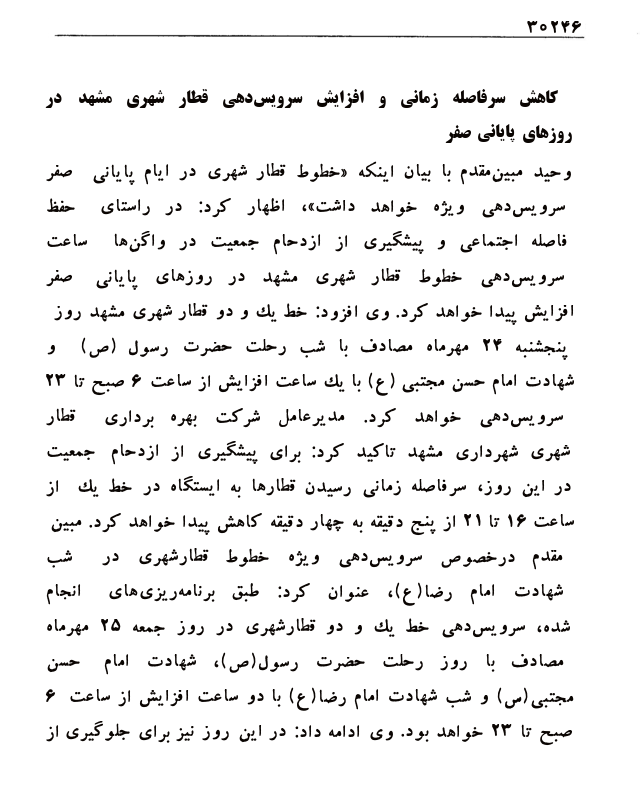 ۳۰۲۴۶
کاهش سرفاصله زمانی و افزایش سرویس‌دهی قطار شهری مشهد در
روزهای پایانی صفر
وحید مبین‌مقدم با بیان اینکه «خطوط قطار شهری در ایام پایانی صفر
سرویس‌دهی ویژه خواهد داشت»، اظهار کرد: در راستای حفظ
فاصله اجتماعی و پیشگیری از ازدحام جمعیت در واگن‌ها ساعت
سرویس‌دهی خطوط قطار شهری مشهد در روزهای پایانی صفر
افزایش پیدا خواهد کرد. وی افزود: خط یك و دو قطار شهری مشهد روز
پنجشنبه ۲۴ مهرماه مصادف با شب رحلت حضرت رسول (ص) و
شهادت امام حسن مجتبی (ع) با یك ساعت افزایش از ساعت ۶ صبح تا ۲۳
سرویس‌دهی خواهد کرد. مدیرعامل شرکت بهره برداری قطار
شهری شهرداری مشهد تاکید کرد: برای پیشگیری از ازدحام جمعیت
در این روز، سرفاصله زمانی رسیدن قطارها به ایستگاه در خط یك از
ساعت ۱۶ تا ۲۱ از پنج دقیقه به چهار دقیقه کاهش پیدا خواهد کرد. مبین
مقدم درخصوص سرویس‌دهی ویژه خطوط قطارشهری در شب
شهادت امام رضا(ع)، عنوان کرد: طبق برنامه‌ریزی‌های انجام
شده، سرویس‌دهی خط یك و دو قطارشهری در روز جمعه ۲۵ مهرماه
مصادف با روز رحلت حضرت رسول(ص)، شهادت امام حسن
مجتبی(س) و شب شهادت امام رضا(ع) با دو ساعت افزایش از ساعت ۶
صبح تا ۲۳ خواهد بود. وی ادامه داد: در این روز نیز برای جلوگیری از